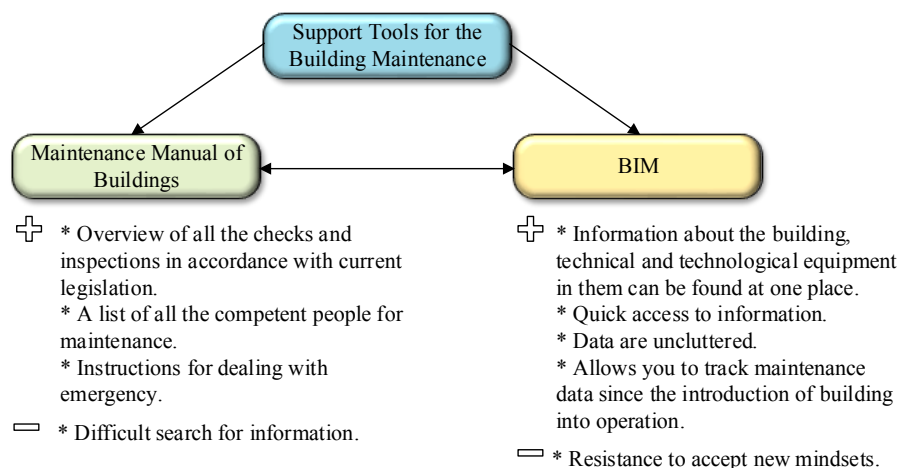 Support Tools for the
Building Maintenance
Maintenance Manual of
Buildings
BIM
* Overview of all the checks and
inspections in accordance with current
legislation.
* A list of all the competent people for
maintenance.
* Instructions for dealing with
emergency.
* Difficult search for information.
* Information about the building,
technical and technological equipment
in them can be found at one place.
* Quick access to information.
* Data are uncluttered.
* Allows you to track maintenance
data since the introduction of building
into operation.
* Resistance to accept new mindsets.